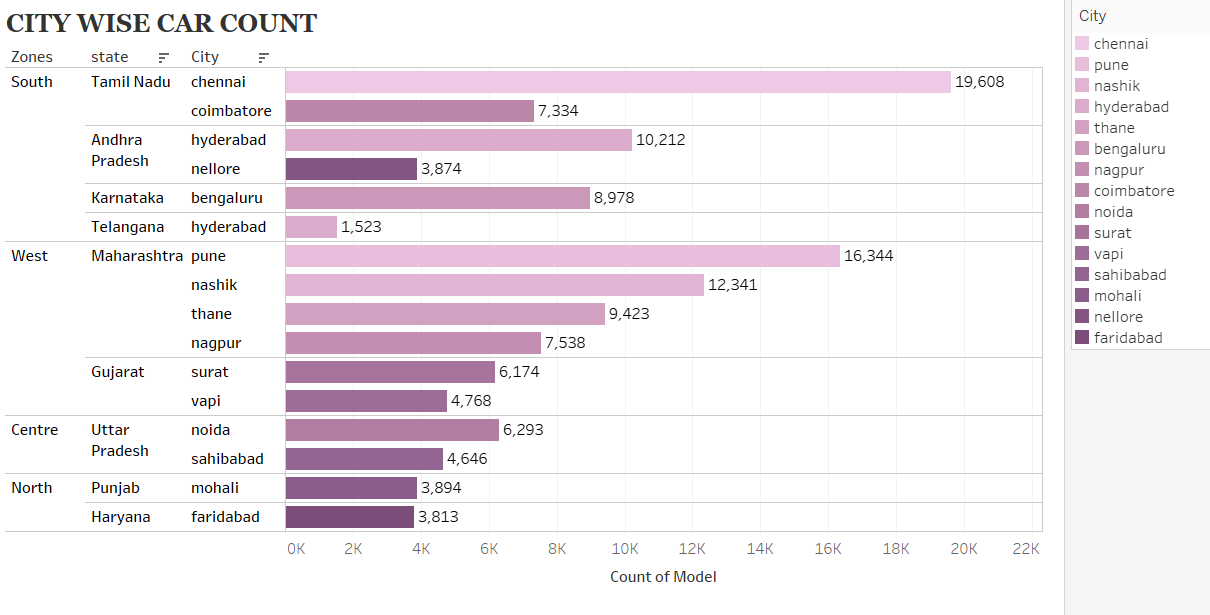 CITY WISE CAR COUNT
Zones state City
South Tamil Nadu chennai 19,608
coimbatore 7,334
Andhra Pradesh hyderabad 10,212
nellore 3,874
Karnataka bengaluru 8,978
Telangana hyderabad 1,523
West Maharashtra pune 16,344
nashik 12,341
thane 9,423
nagpur 7,538
Gujarat surat 6,174
vapi 4,768
Centre Uttar Pradesh noida 6,293
sahibabad 4,646
North Punjab mohali 3,894
Haryana faridabad 3,813
0K 2K 4K 6K 8K 10K 12K 14K 16K 18K 20K 22K
Count of Model
City
chennai
pune
nashik
hyderabad
thane
bengaluru
nagpur
coimbatore
noida
surat
vapi
sahibabad
mohali
nellore
faridabad